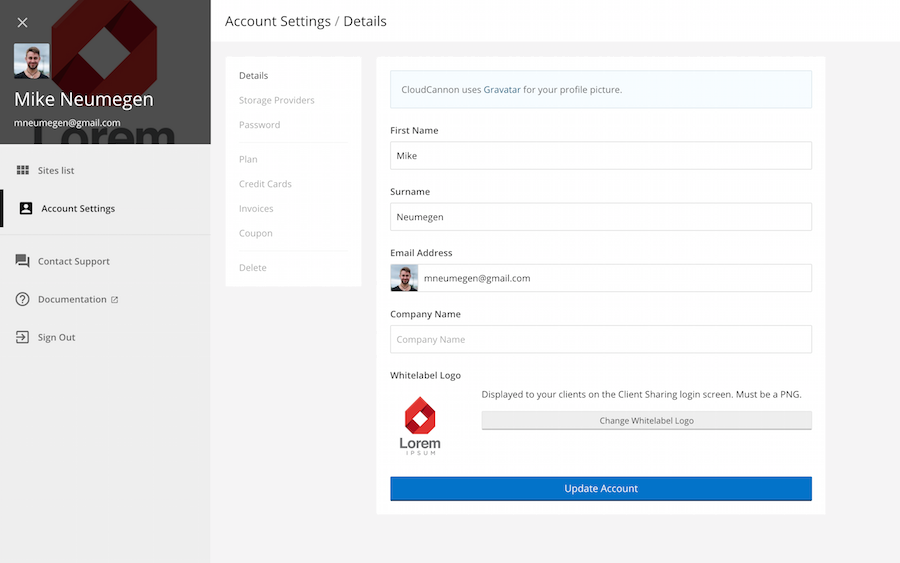 Account Settings / Details
Mike Neumegen
mneumegen@gmail.com
Lorem
Sites list
Account Settings
Contact Support
Documentation
Sign Out
Details
Storage Providers
Password
Plan
Credit Cards
Invoices
Coupon
Delete
CloudCannon uses Gravatar for your profile picture.
First Name
Mike
Surname
Neumegen
Email Address
mneumegen@gmail.com
Company Name
Company Name
Whitelabel Logo
Lorem
IPSUM
Displayed to your clients on the Client Sharing login screen. Must be a PNG.
Change Whitelabel Logo
Update Account